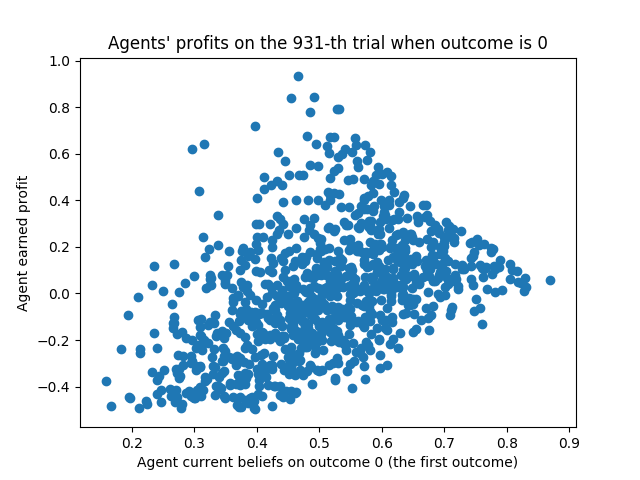 Agents' profits on the 931-th trial when outcome is 0
1.0
0.8
0.6
0.4
0.2
0.0
−0.2
−0.4
Agent earned profit
0.2 0.3 0.4 0.5 0.6 0.7 0.8 0.9
Agent current beliefs on outcome 0 (the first outcome)